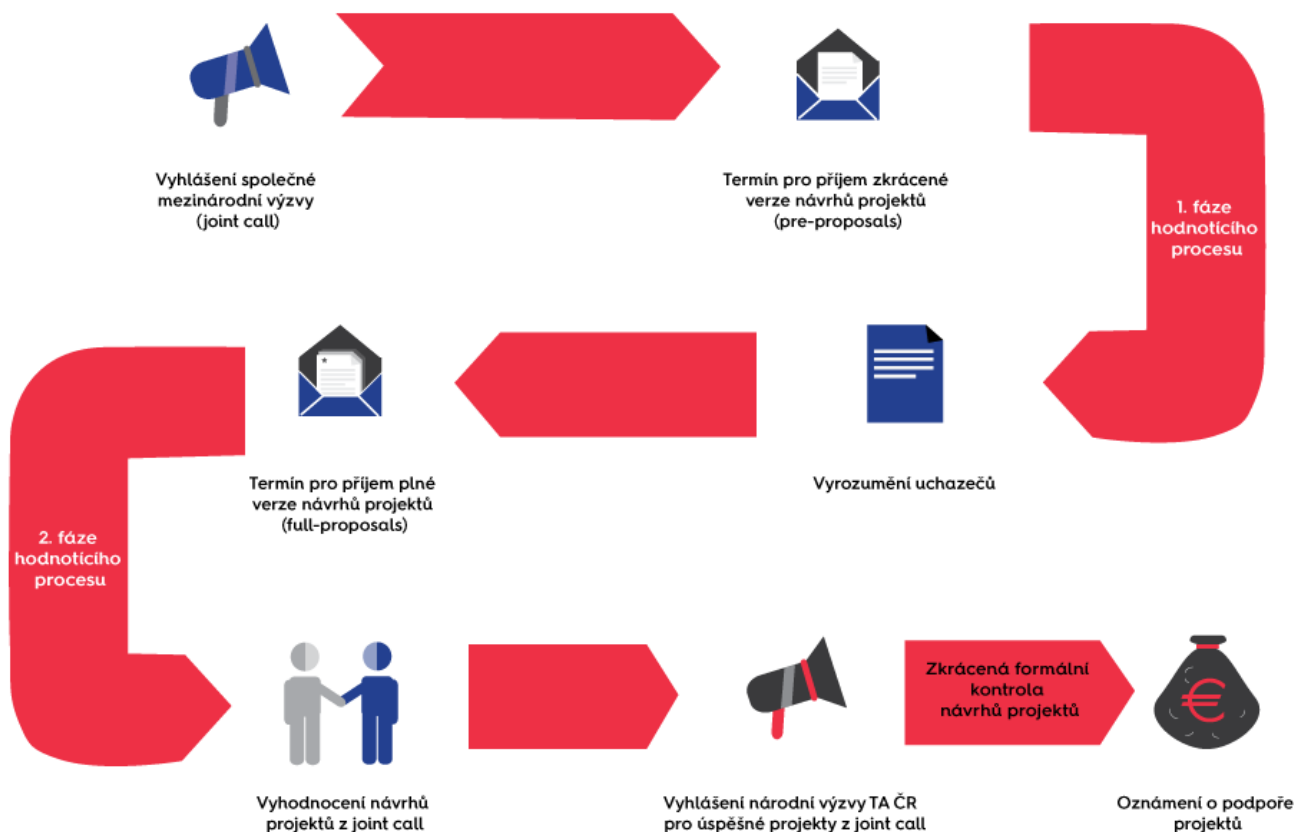 Vyhlášení společné
mezinárodní výzvy
(joint call)
Termín pro příjem zkrácené
verze návrhů projektů
(pre-proposals)
1. fáze
hodnotícího
procesu
Vyrozumění uchazečů
Termín pro příjem plné
verze návrhů projektů
(full-proposals)
2. fáze
hodnotícího
procesu
Vyhodnocení návrhů
projektů z joint call
Vyhlášení národní výzvy TA ČR
pro úspěšné projekty z joint call
Zkrácená formální
kontrola
návrhů projektů
€
Oznámení o podpoře
projektů